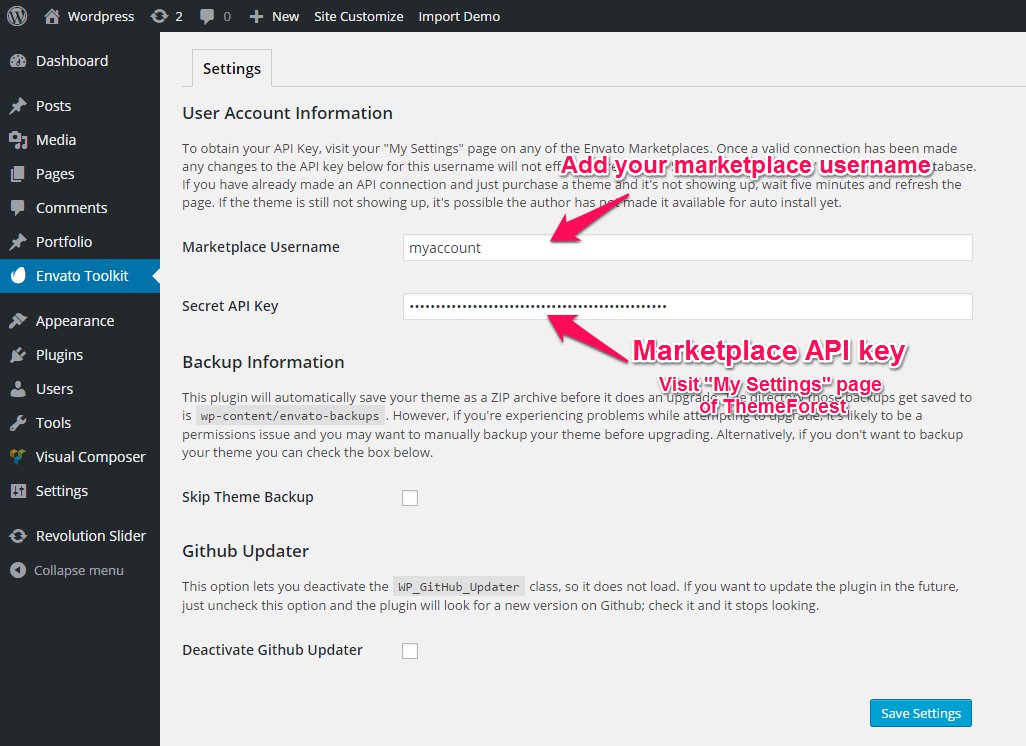 WordPress 2 0 New Site Customize Import Demo
Dashboard
Posts
Media
Pages
Comments
Portfolio
Envato Toolkit
Appearance
Plugins
Users
Tools
Visual Composer
Settings
Revolution Slider
Collapse menu
Settings
User Account Information
To obtain your API Key, visit your "My Settings" page on any of the Envato Marketplaces. Once a valid connection has been made
any changes to the API key below for this username will not eff
Add your marketplace username
tabase.
If you have already made an API connection and just purchase a theme and it's not showing up, wait five minutes and refresh the
page. If the theme is still not showing up, it's possible the author has not made it available for auto install yet.
Marketplace Username
myaccount
Secret API Key
Marketplace API key
Visit "My Settings" page
of ThemeForest
Backup Information
This plugin will automatically save your theme as a ZIP archive before it does an upgrade. The directory those backups get saved to
is wp-content/envato-backups . However, if you're experiencing problems while attempting to upgrade, it's likely to be a
permissions issue and you may want to manually backup your theme before upgrading. Alternatively, if you don't want to backup
your theme you can check the box below.
Skip Theme Backup
Github Updater
This option lets you deactivate the WP_GitHub_Updater class, so it does not load. If you want to update the plugin in the future,
just uncheck this option and the plugin will look for a new version on Github; check it and it stops looking.
Deactivate Github Updater
Save Settings